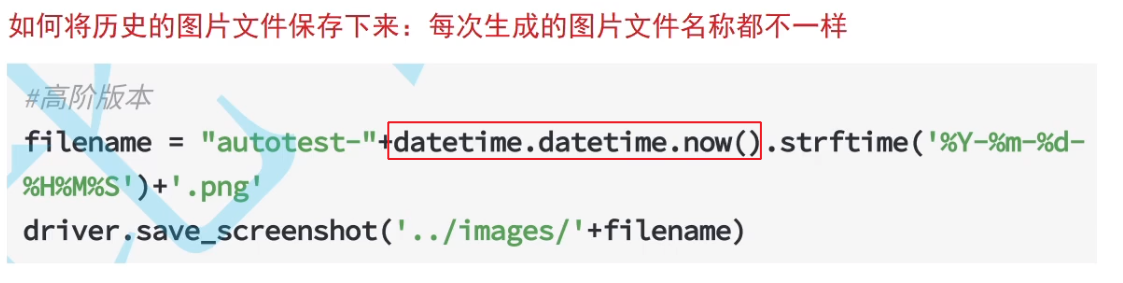 如何将历史的图片文件保存下来：每次生成的图片文件名称都不一样
#高阶版本
filename = "autotest-"+datetime.datetime.now().strftime('%Y-%m-%d-
%H%M%S')+'.png'
driver.save_screenshot('../images/'+filename)